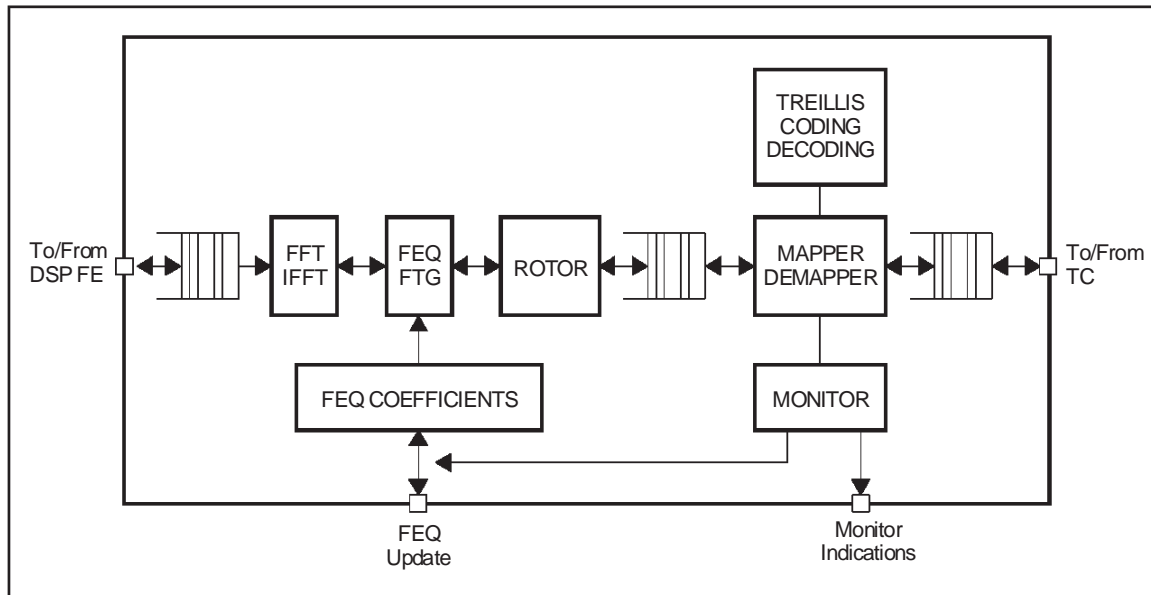 TREILLIS
CODING
DECODING
To/From
DSP FE
FFT
IFFT
FEQ
FTG
ROTOR
MAPPER
DEMAPPER
To/From
TC
FEQ COEFFICIENTS
MONITOR
FEQ
Update
Monitor
Indications